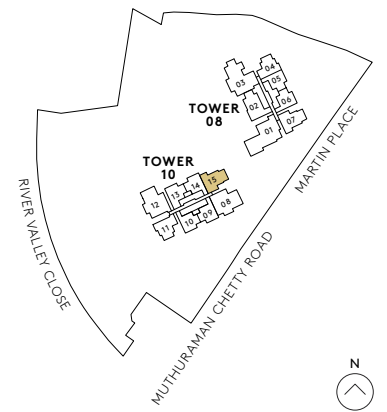 04
05
03
06
02
07
01
TOWER
08
MARTIN PLACE
TOWER
10
15
14
13
12
08
09
10
11
RIVER VALLEY CLOSE
MUTHURAMAN CHETTY ROAD
N